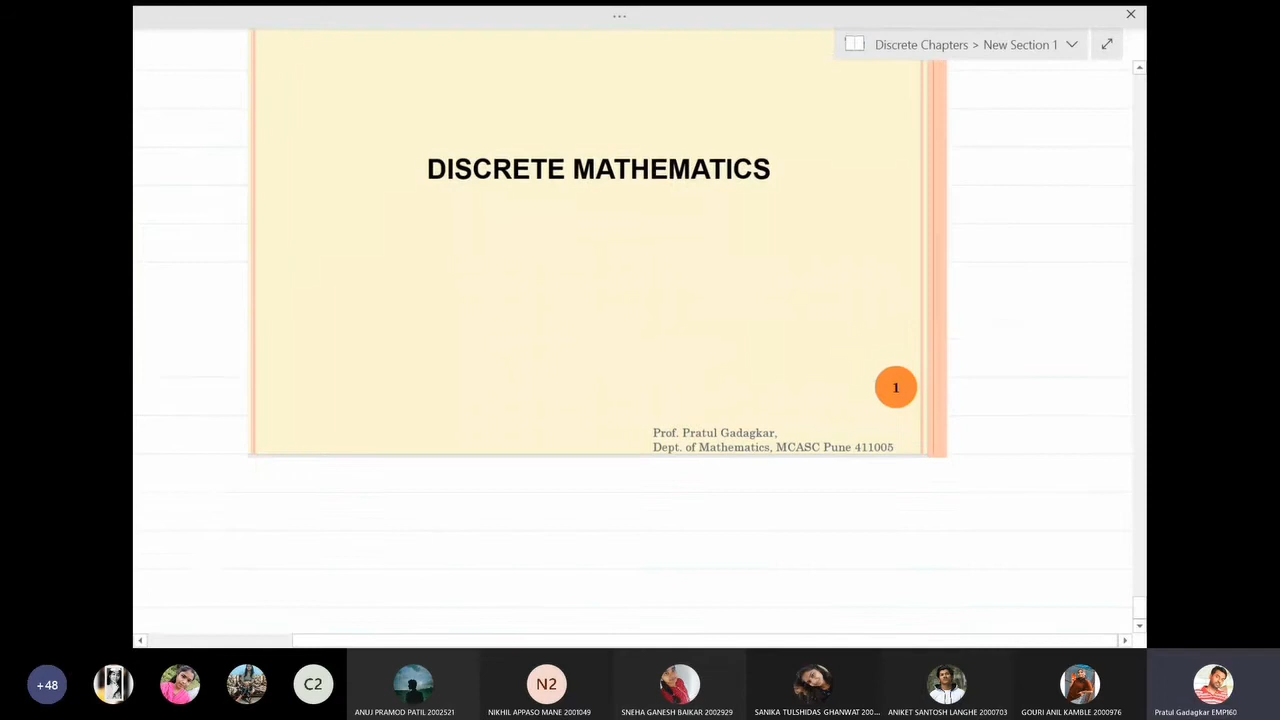 Discrete Chapters > New Section 1
DISCRETE MATHEMATICS
1
Prof. Pratul Gadagkar,
Dept. of Mathematics, MCASC Pune 411005
+48
C2
N2
ANUJ PRAMOD PATIL 2002521
NIKHIL APPASO MANE 2001049
SNEHA GANESH BAIKAR 2002929
SANIKA TULSHIDAS GHANWAT 200...
ANIKET SANTOSH LANGHE 2000703
GOURI ANIL KAMBLE 2000976
Pratul Gadagkar EMP160